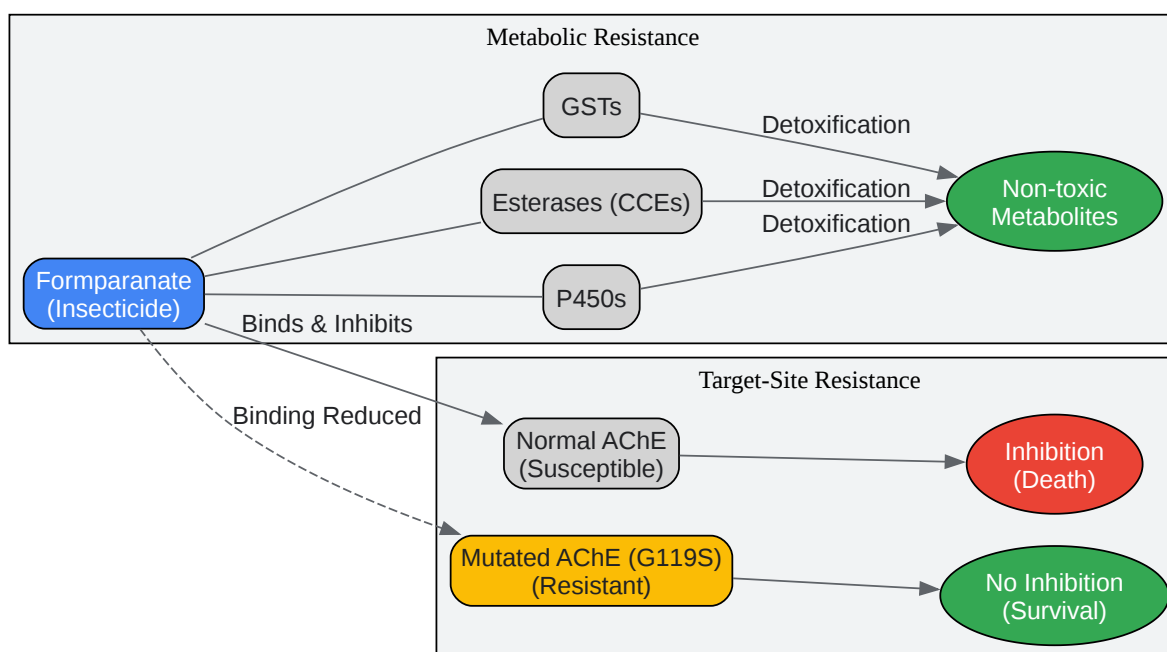 Metabolic Resistance
GSTs
Detoxification
Esterases (CCEs)
Detoxification
Non-toxic
Metabolites
Detoxification
Formparanate
(Insecticide)
P450s
Binds & Inhibits
Target-Site Resistance
Binding Reduced
Normal AChE
(Susceptible)
Inhibition
(Death)
Mutated AChE (G119S)
(Resistant)
No Inhibition
(Survival)